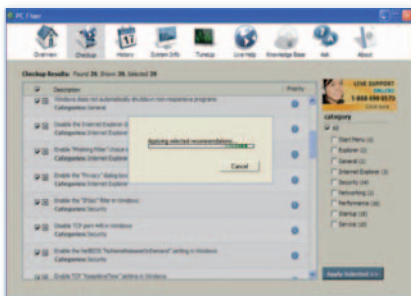 PC Fixer
Overview
Checkup
History
System Info
TuneUp
Live Help
Knowledge Base
Ask
About
Checkup Results: Found 39, Shown 39, Selected 39
Description
Priority
Windows does not automatically shutdown non-responsive programs
Categories: General
Disable the Internet Explorer
Categories: Internet Explorer
Enable "Phishing Filter" choice
Categories: Internet Explorer
Enable the "Privacy" dialog box
Categories: Internet Explorer
Enable the filter in Windows
Categories: Security
Disable TCP port 445 in Windows
Categories: Security
Enable the NetBIOS setting in Windows
Categories: Security
Enable TCP "KeepAliveTime" setting in Windows
Applying selected recommendations...
Cancel
LIVE SUPPORT
ONLINE!
Click here
category
All
Start Menu
Explorer
General
Internet Explorer
Security
Networking
Performance
Startup
Service
Apply Selected >>